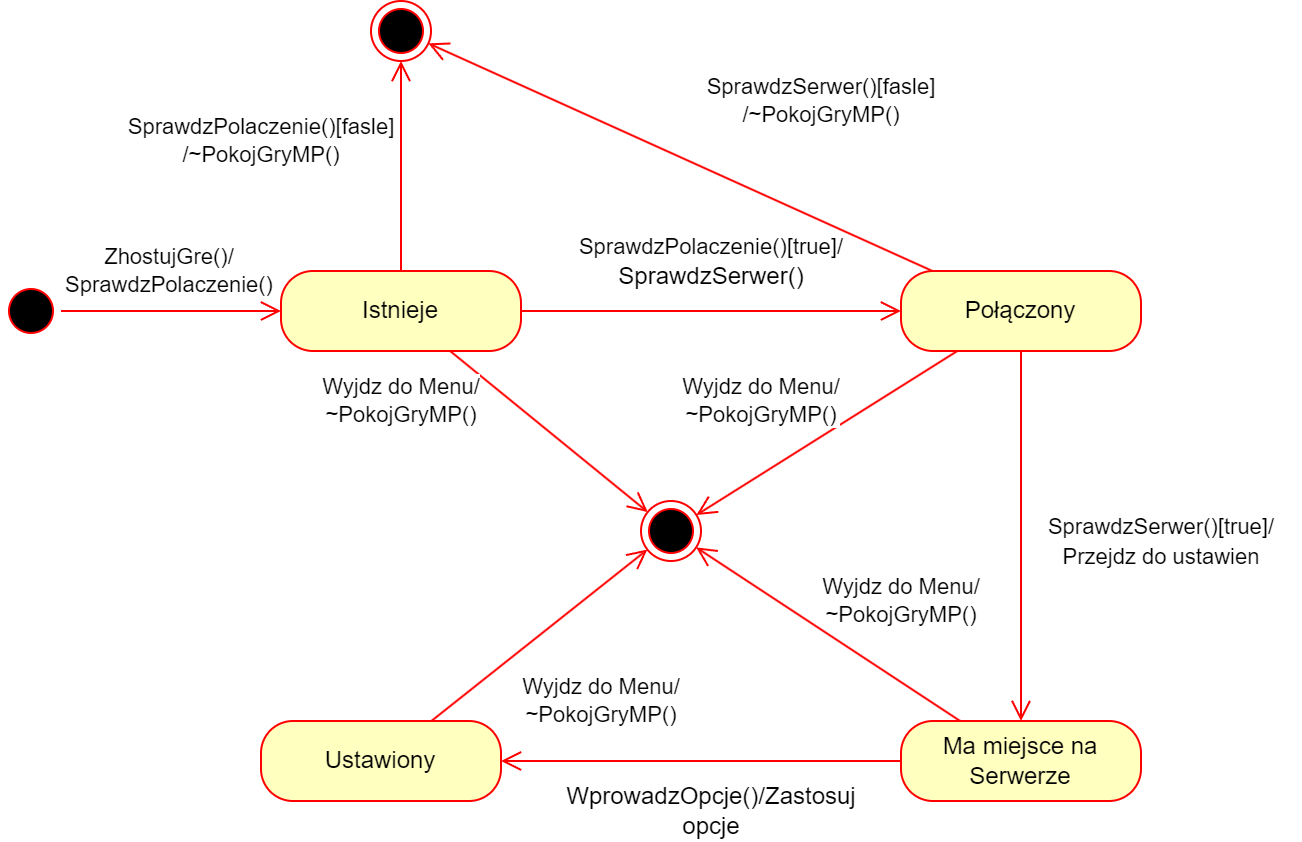 SprawdzSerwer()[fasle]
/~PokojGryMP()
SprawdzPolaczenie()[fasle]
/~PokojGryMP()
ZhostujGre()/
SprawdzPolaczenie()
SprawdzPolaczenie()[true]/
SprawdzSerwer()
Istnieje
Połączony
Wyjdz do Menu/
~PokojGryMP()
Wyjdz do Menu/
~PokojGryMP()
SprawdzSerwer()[true]/
Przejdz do ustawien
Wyjdz do Menu/
~PokojGryMP()
Wyjdz do Menu/
~PokojGryMP()
Ustawiony
Ma miejsce na
Serwerze
WprowadzOpcje()/Zastosuj
opcje